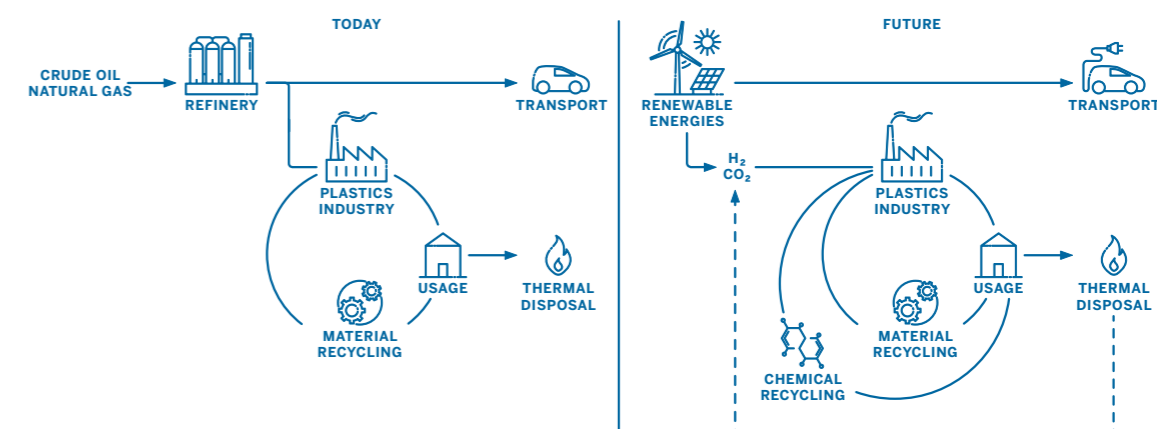 TODAY
CRUDE OIL
NATURAL GAS
REFINERY
TRANSPORT
PLASTICS
INDUSTRY
USAGE
THERMAL
DISPOSAL
MATERIAL
RECYCLING
FUTURE
RENEWABLE
ENERGIES
TRANSPORT
H₂
CO₂
PLASTICS
INDUSTRY
USAGE
THERMAL
DISPOSAL
MATERIAL
RECYCLING
CHEMICAL
RECYCLING